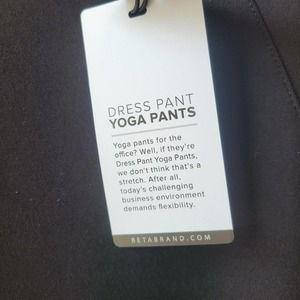 DRESS PANT
YOGA PANTS
Yoga pants for the
office? Well, if they're
Dress Pant Yoga Pants,
we don't think that's a
stretch. After all,
today's challenging
business environment
demands flexibility.
BETABRAND.COM